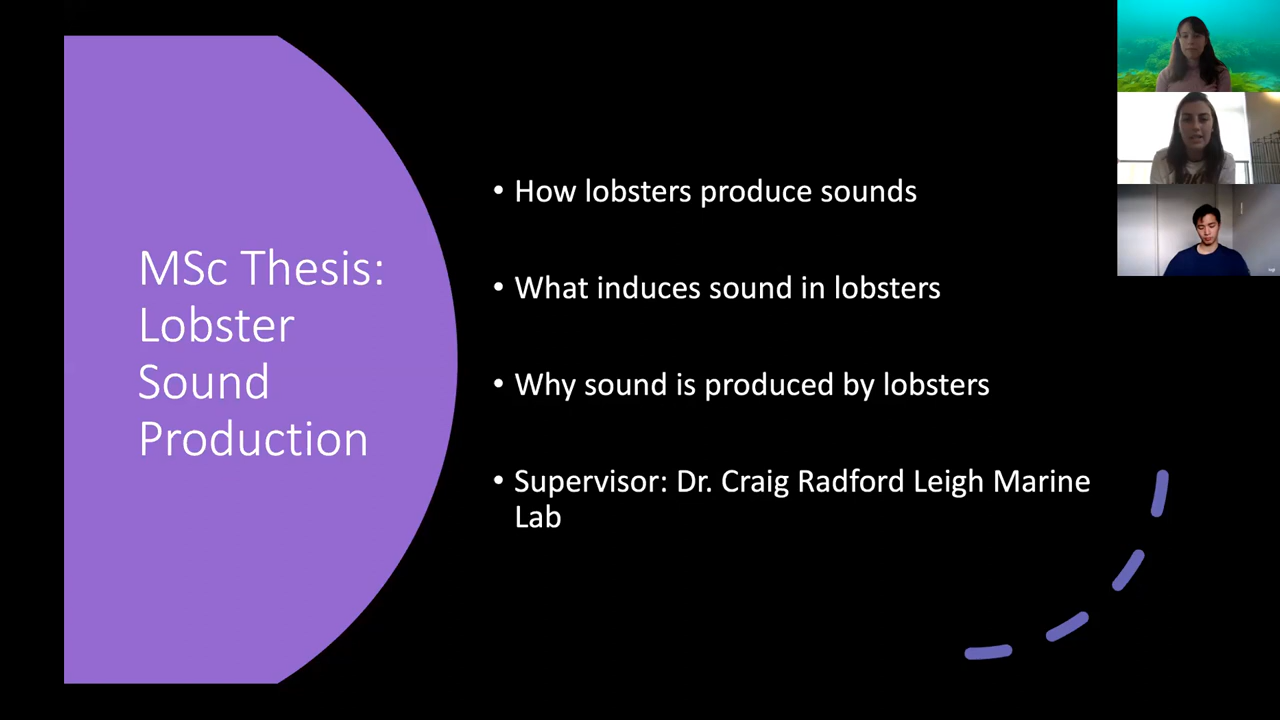 MSc Thesis:
Lobster
Sound
Production
• How lobsters produce sounds
• What induces sound in lobsters
• Why sound is produced by lobsters
• Supervisor: Dr. Craig Radford Leigh Marine
Lab